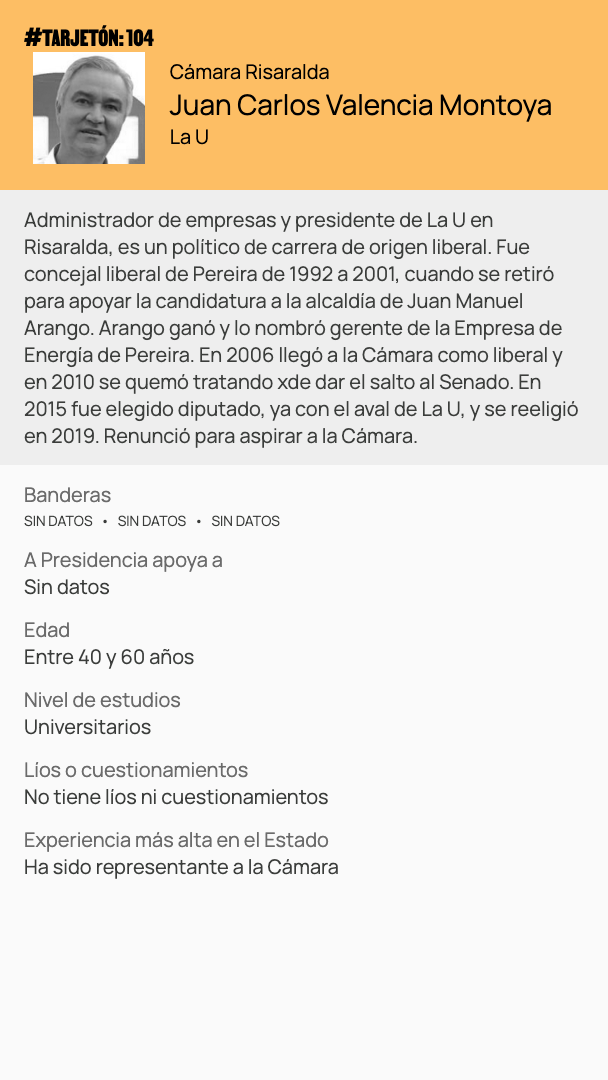 #TARJETÓN: 104
Cámara Risaralda
Juan Carlos Valencia Montoya
La U
Administrador de empresas y presidente de La U en
Risaralda, es un político de carrera de origen liberal. Fue
concejal liberal de Pereira de 1992 a 2001, cuando se retiró
para apoyar la candidatura a la alcaldía de Juan Manuel
Arango. Arango ganó y lo nombró gerente de la Empresa de
Energía de Pereira. En 2006 llegó a la Cámara como liberal y
en 2010 se quemó tratando xde dar el salto al Senado. En
2015 fue elegido diputado, ya con el aval de La U, y se reeligió
en 2019. Renunció para aspirar a la Cámara.
Banderas
SIN DATOS • SIN DATOS • SIN DATOS
A Presidencia apoya a
Sin datos
Edad
Entre 40 y 60 años
Nivel de estudios
Universitarios
Líos o cuestionamientos
No tiene líos ni cuestionamientos
Experiencia más alta en el Estado
Ha sido representante a la Cámara